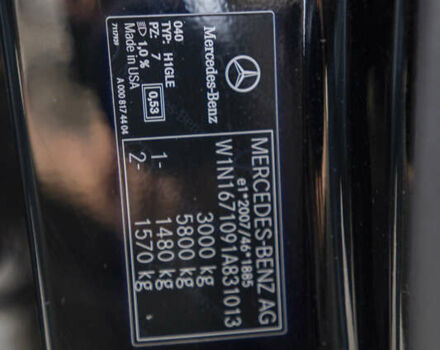 MERCEDES-BENZ AG
e1*2007/46*1885
W1N1671091A831013
3000 kg
5800 kg
1- 1480 kg
2- 1570 kg
Mercedes-Benz
040
TYP: H1GLE
PZ: 7
1,0 % 0,53
Made in USA
7117939
A 000 817 44 04